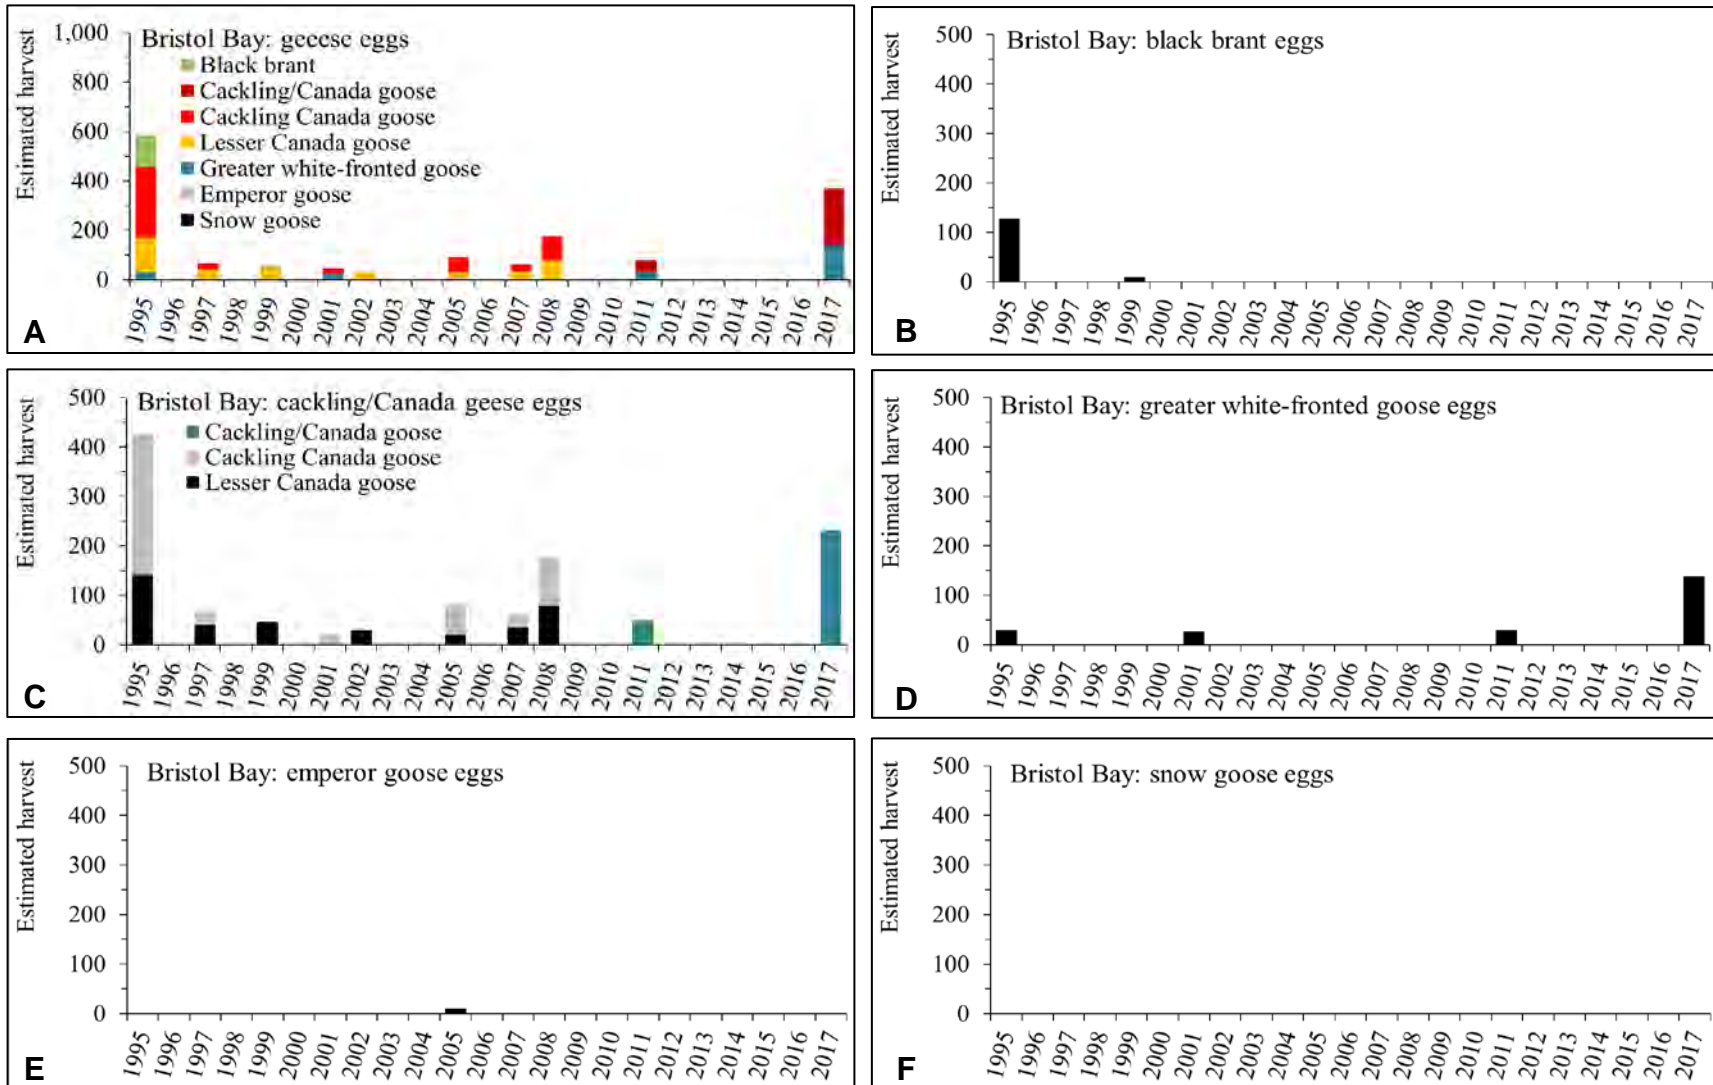 Bristol Bay: geese eggs
Black brant
Cackling/Canada goose
Cackling Canada goose
Lesser Canada goose
Greater white-fronted goose
Emperor goose
Snow goose
Estimated harvest
1,000
800
600
400
200
0
1995 1996 1997 1998 1999 2000 2001 2002 2003 2004 2005 2006 2007 2008 2009 2010 2011 2012 2013 2014 2015 2016 2017
A
Bristol Bay: black brant eggs
Estimated harvest
500
400
300
200
100
0
1995 1996 1997 1998 1999 2000 2001 2002 2003 2004 2005 2006 2007 2008 2009 2010 2011 2012 2013 2014 2015 2016 2017
B
Bristol Bay: cackling/Canada geese eggs
Cackling/Canada goose
Cackling Canada goose
Lesser Canada goose
Estimated harvest
500
400
300
200
100
0
1995 1996 1997 1998 1999 2000 2001 2002 2003 2004 2005 2006 2007 2008 2009 2010 2011 2012 2013 2014 2015 2016 2017
C
Bristol Bay: greater white-fronted goose eggs
Estimated harvest
500
400
300
200
100
0
1995 1996 1997 1998 1999 2000 2001 2002 2003 2004 2005 2006 2007 2008 2009 2010 2011 2012 2013 2014 2015 2016 2017
D
Bristol Bay: emperor goose eggs
Estimated harvest
500
400
300
200
100
0
1995 1996 1997 1998 1999 2000 2001 2002 2003 2004 2005 2006 2007 2008 2009 2010 2011 2012 2013 2014 2015 2016 2017
E
Bristol Bay: snow goose eggs
Estimated harvest
500
400
300
200
100
0
1995 1996 1997 1998 1999 2000 2001 2002 2003 2004 2005 2006 2007 2008 2009 2010 2011 2012 2013 2014 2015 2016 2017
F